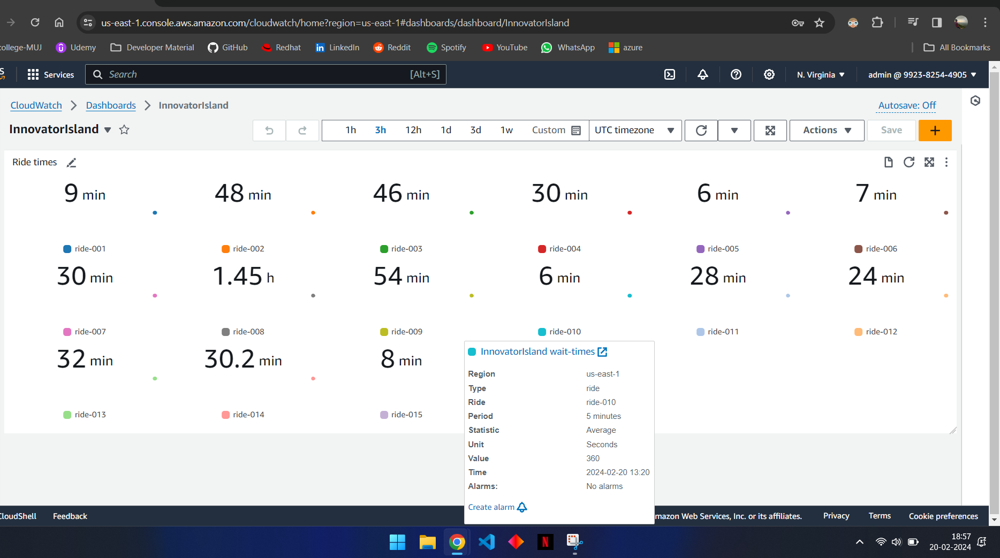 us-east-1.console.aws.amazon.com/cloudwatch/home?region=us-east-1#dashboards/dashboard/InnovatorIsland
college-MUJ Udemy Developer Material GitHub Redhat LinkedIn Reddit Spotify YouTube WhatsApp azure All Bookmarks
Services Search [Alt+S] N. Virginia admin @ 9923-8254-4905
CloudWatch Dashboards InnovatorIsland Autosave: Off
InnovatorIsland 1h 3h 12h 1d 3d 1w Custom UTC timezone Actions Save
Ride times
9 min 48 min 46 min 30 min 6 min 7 min
ride-001 ride-002 ride-003 ride-004 ride-005 ride-006
30 min 1.45 h 54 min 6 min 28 min 24 min
ride-007 ride-008 ride-009 ride-010 ride-011 ride-012
32 min 30.2 min 8 min
ride-013 ride-014 ride-015
InnovatorIsland wait-times
Region us-east-1
Type ride
Ride ride-010
Period 5 minutes
Statistic Average
Unit Seconds
Value 360
Time 2024-02-20 13:20
Alarms: No alarms
Create alarm
CloudShell Feedback mazon Web Services, Inc. or its affiliates. Privacy Terms Cookie preferences
18:57
20-02-2024